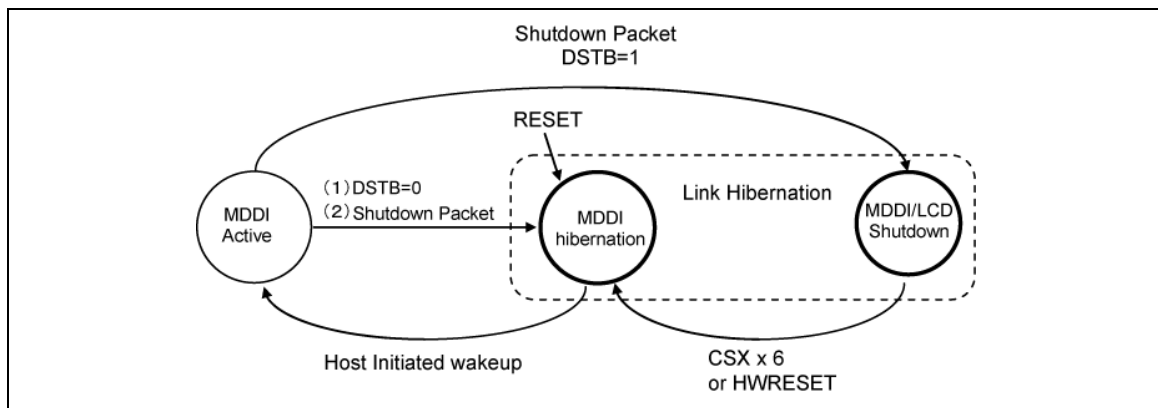 Shutdown Packet
DSTB=1
RESET
Link Hibernation
(1)DSTB=0
(2)Shutdown Packet
MDDI
Active
MDDI
hibernation
MDDI/LCD
Shutdown
Host Initiated wakeup
CSX x 6
or HWRESET